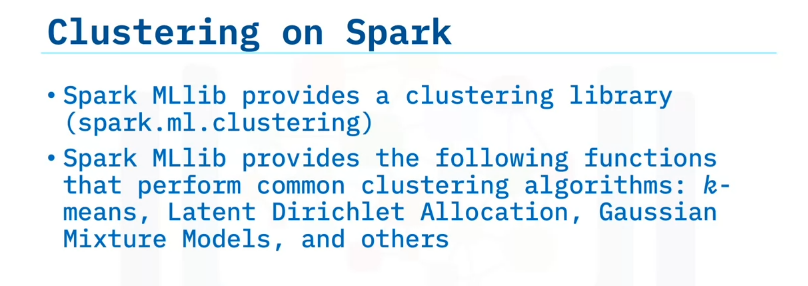 Clustering on Spark
• Spark MLlib provides a clustering library
(spark.ml.clustering)
• Spark MLlib provides the following functions
that perform common clustering algorithms: k-
means, Latent Dirichlet Allocation, Gaussian
Mixture Models, and others